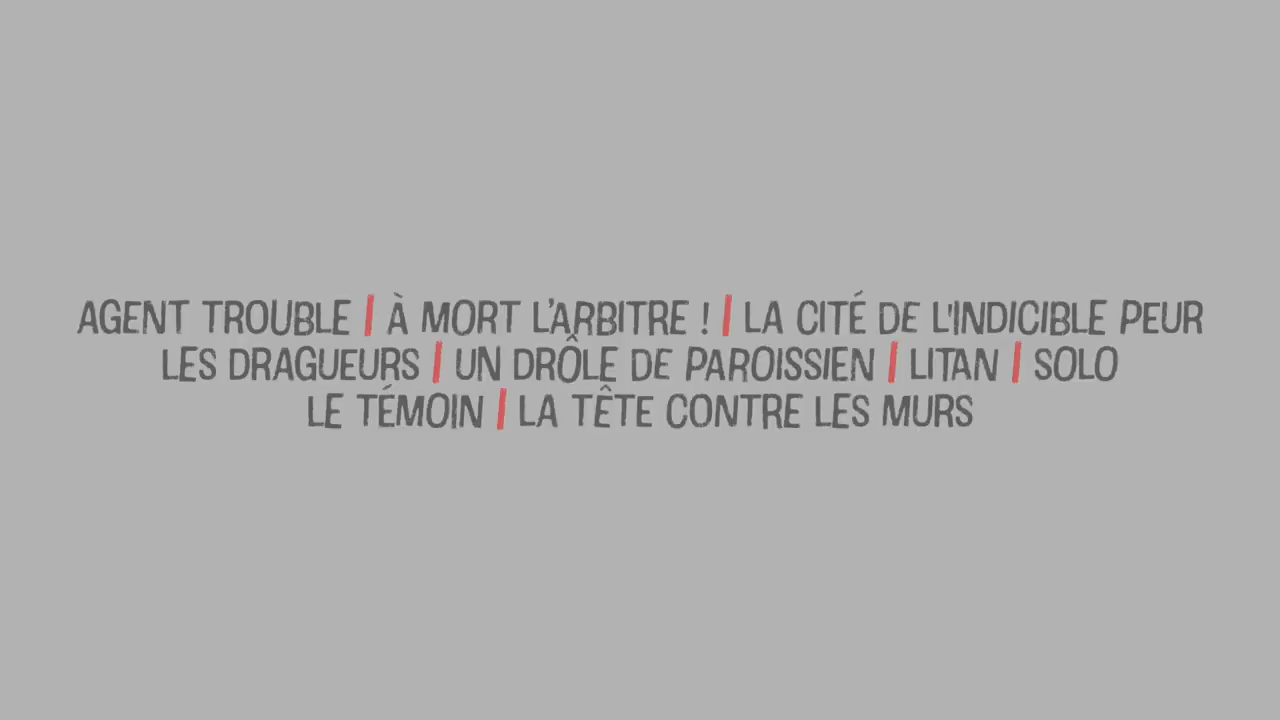 AGENT TROUBLE | À MORT L'ARBITRE ! | LA CITÉ DE L'INDICIBLE PEUR
LES DRAGUEURS | UN DRÔLE DE PAROISSIEN | LITAN | SOLO
LE TÉMOIN | LA TÊTE CONTRE LES MURS